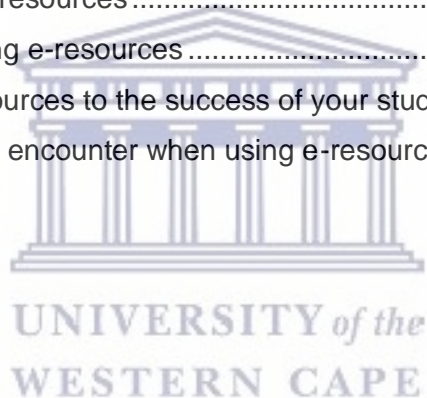 resources.......................................
ng e-resources..............................
ources to the success of your stud
encounter when using e-resourc
UNIVERSITY of the
WESTERN CAPE